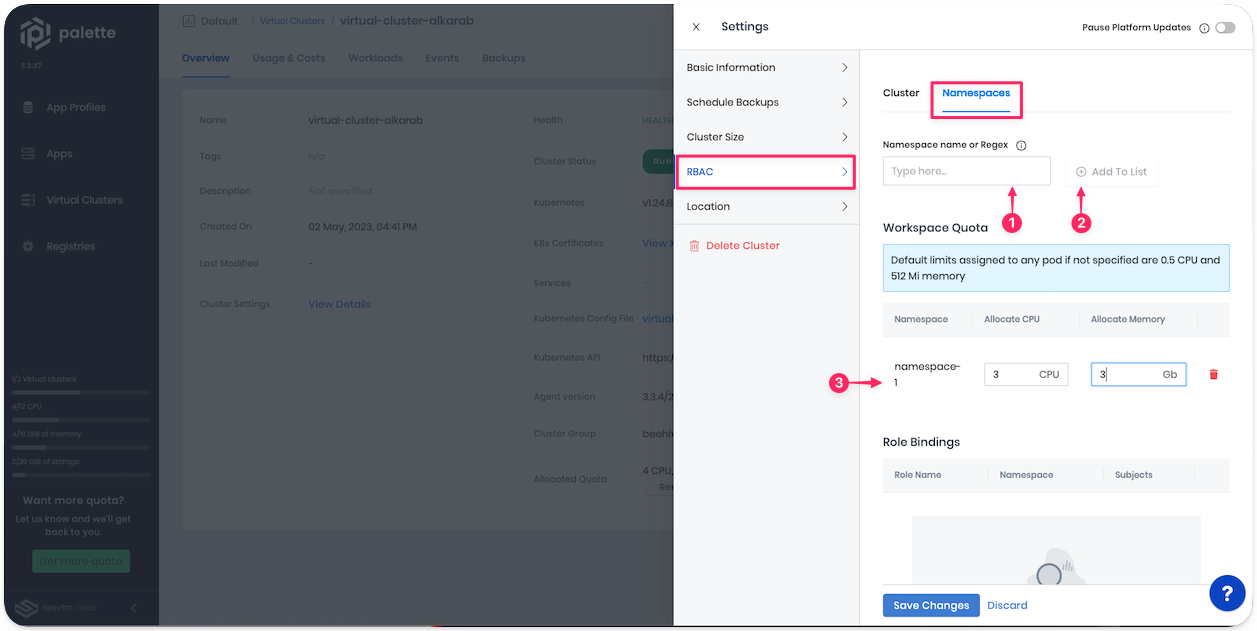 palette
3.3.37
App Profiles
Apps
Virtual Clusters
Registries
1/2 Virtual clusters
4/12 CPU
4/16 GiB of memory
2/20 GiB of storage
Want more quota?
Let us know and we'll get
back to you.
Get more quota
spectro cloud
Default / Virtual Clusters / virtual-cluster-alkarab
Overview Usage & Costs Workloads Events Backups
Name virtual-cluster-alkarab
Tags n/a
Description Not specified.
Created On 02 May, 2023, 04:41 PM
Last Modified -
Cluster Settings View Details
Health HEALTH
Cluster Status RUN
Kubernetes v1.24.8
K8s Certificates View K
Services -
Kubernetes Config File virtual
Kubernetes API https:/
Agent version 3.3.4/2
Cluster Group beehiv
Allocated Quota 4 CPU,
Re
Settings
Pause Platform Updates
Basic Information
Schedule Backups
Cluster Size
RBAC
Location
Delete Cluster
Cluster Namespaces
Namespace name or Regex
Type here...
Add To List
1 2
Workspace Quota
Default limits assigned to any pod if not specified are 0.5 CPU and
512 Mi memory
Namespace Allocate CPU Allocate Memory
3
namespace-
1
3 CPU
3 Gb
Role Bindings
Role Name Namespace Subjects
Save Changes Discard
?